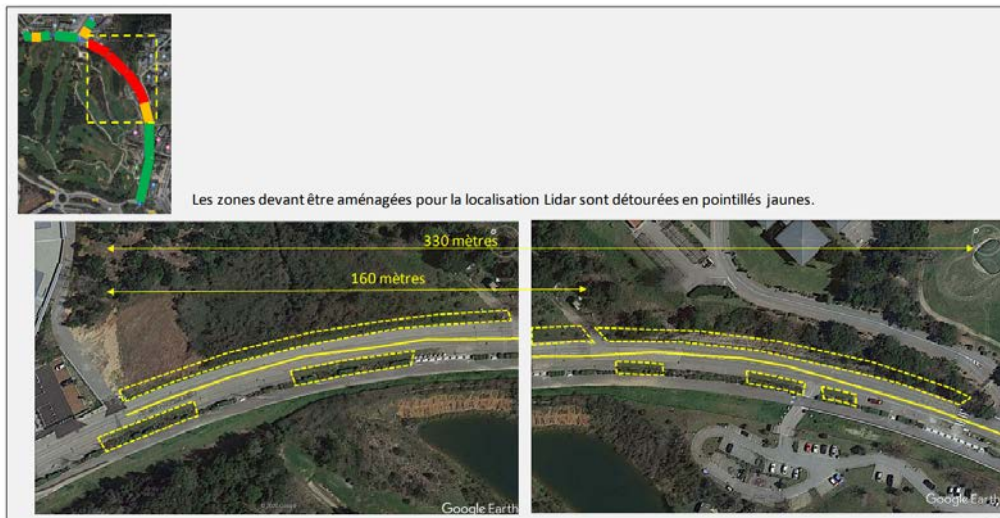 Les zones devant être aménagées pour la localisation Lidar sont détourées en pointillés jaunes.
330 mètres
160 mètres
Google Earth
Google Earth